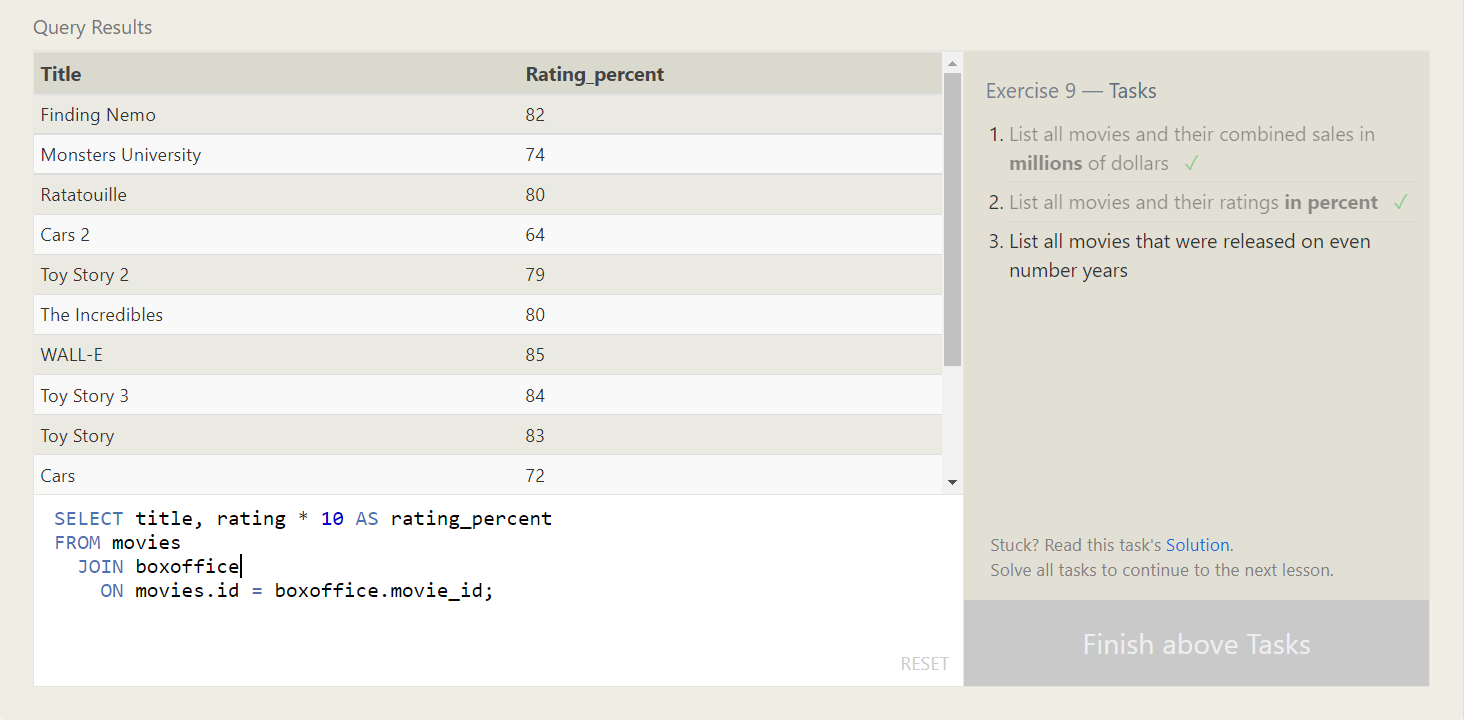 Query Results
Title Rating_percent
Finding Nemo 82
Monsters University 74
Ratatouille 80
Cars 2 64
Toy Story 2 79
The Incredibles 80
WALL-E 85
Toy Story 3 84
Toy Story 83
Cars 72
SELECT title, rating * 10 AS rating_percent
FROM movies
JOIN boxoffice
ON movies.id = boxoffice.movie_id;
RESET
Exercise 9 — Tasks
1. List all movies and their combined sales in
millions of dollars ✓
2. List all movies and their ratings in percent ✓
3. List all movies that were released on even
number years
Stuck? Read this task's Solution.
Solve all tasks to continue to the next lesson.
Finish above Tasks